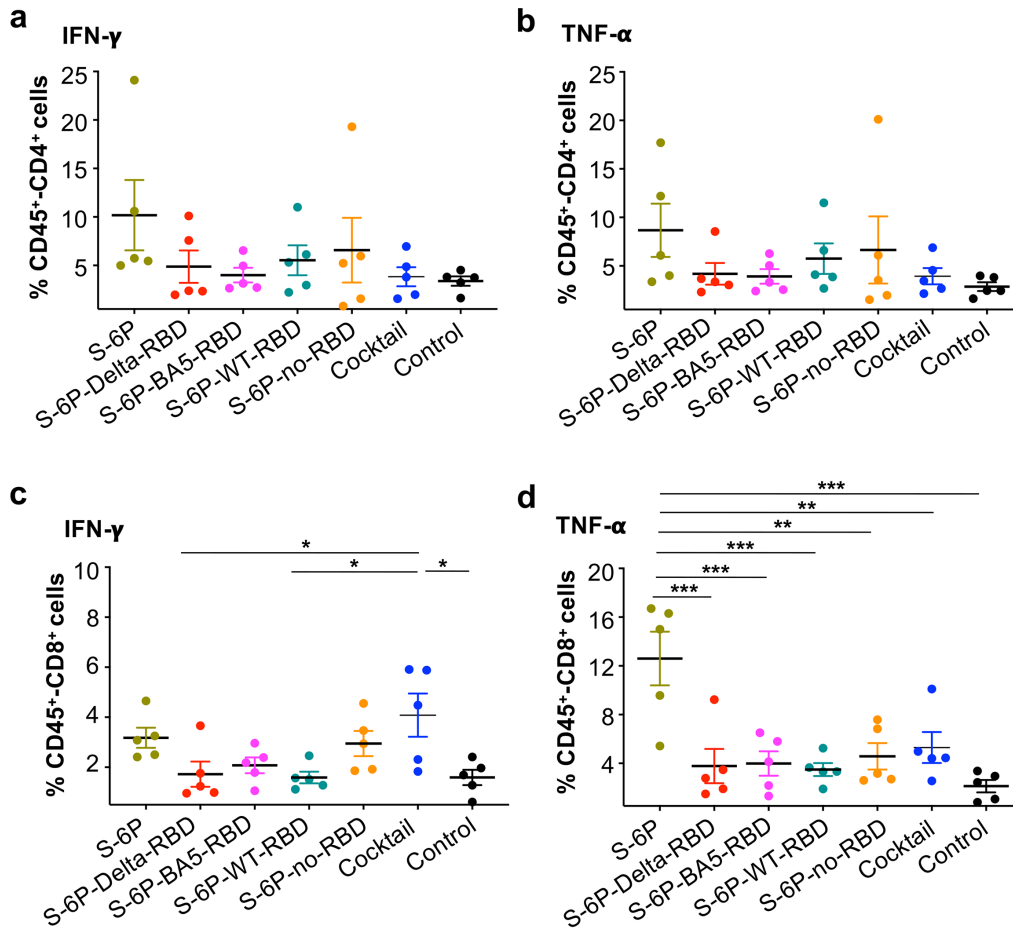 a
IFN-γ
% CD45⁺-CD4⁺ cells
25
20
15
10
5
S-6P
S-6P-Delta-RBD
S-6P-BA5-RBD
S-6P-WT-RBD
S-6P-no-RBD
Cocktail
Control
b
TNF-α
% CD45⁺-CD4⁺ cells
25
20
15
10
5
S-6P
S-6P-Delta-RBD
S-6P-BA5-RBD
S-6P-WT-RBD
S-6P-no-RBD
Cocktail
Control
c
IFN-γ
*
*
*
% CD45⁺-CD8⁺ cells
10
8
6
4
2
S-6P
S-6P-Delta-RBD
S-6P-BA5-RBD
S-6P-WT-RBD
S-6P-no-RBD
Cocktail
Control
d
TNF-α
***
**
**
***
***
***
% CD45⁺-CD8⁺ cells
20
16
12
8
4
S-6P
S-6P-Delta-RBD
S-6P-BA5-RBD
S-6P-WT-RBD
S-6P-no-RBD
Cocktail
Control